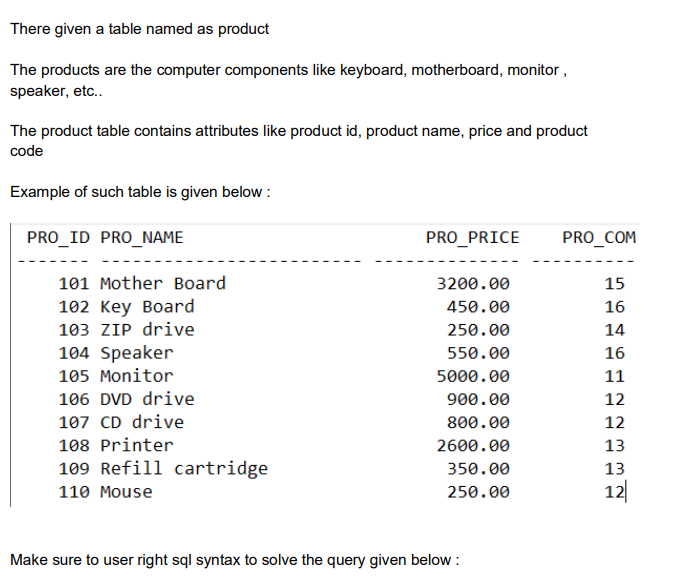 There given a table named as product
The products are the computer components like keyboard, motherboard, monitor ,
speaker, etc..
The product table contains attributes like product id, product name, price and product
code
Example of such table is given below :
PRO_ID PRO_NAME PRO_PRICE PRO_COM
------- ------------------------- -------------- ----------
101 Mother Board 3200.00 15
102 Key Board 450.00 16
103 ZIP drive 250.00 14
104 Speaker 550.00 16
105 Monitor 5000.00 11
106 DVD drive 900.00 12
107 CD drive 800.00 12
108 Printer 2600.00 13
109 Refill cartridge 350.00 13
110 Mouse 250.00 12
Make sure to user right sql syntax to solve the query given below :